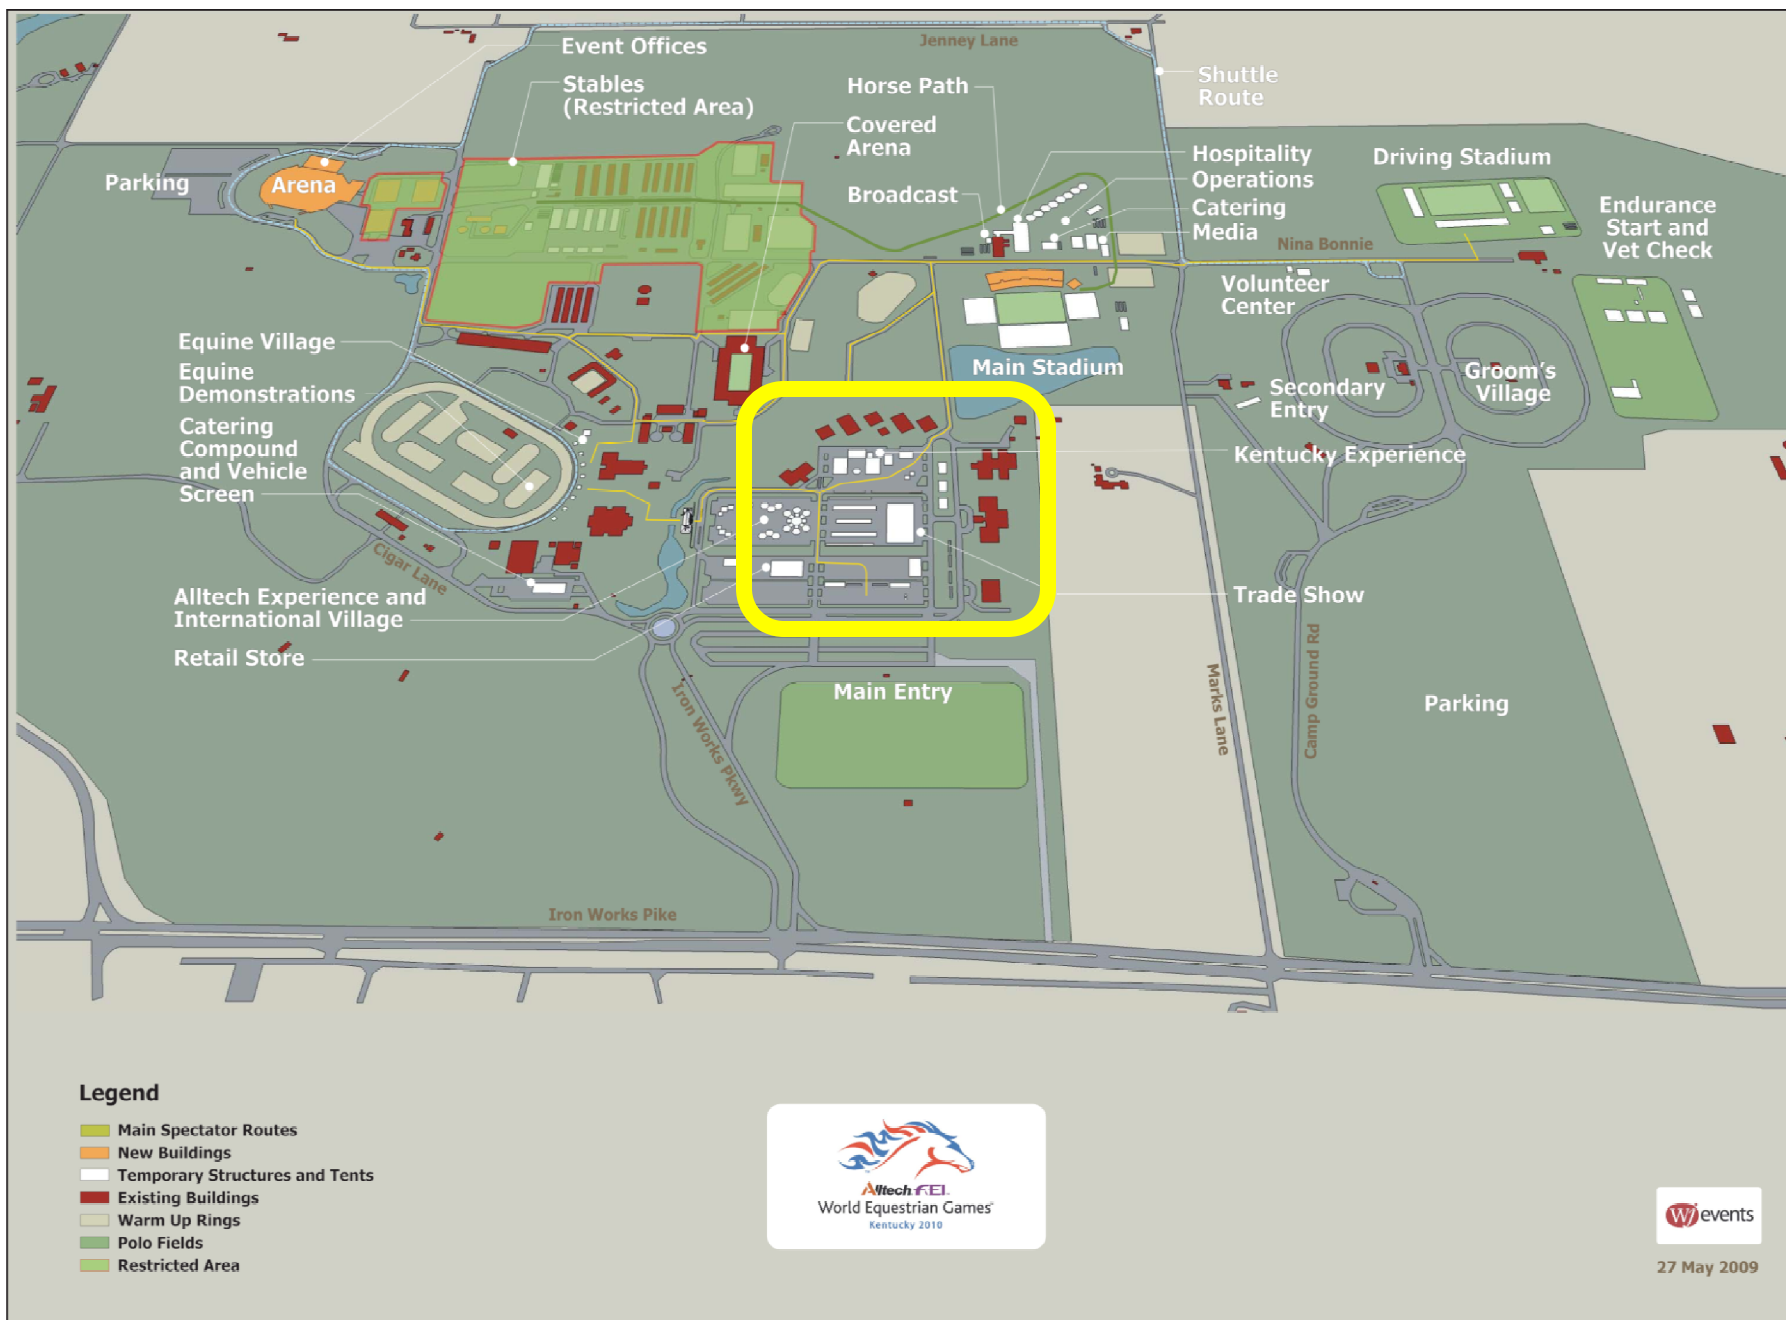 Jenney Lane
Event Offices
Stables
(Restricted Area)
Horse Path
Covered
Arena
Shuttle
Route
Hospitality
Operations
Catering
Media
Broadcast
Driving Stadium
Endurance
Start and
Vet Check
Parking
Arena
Nina Bonnie
Volunteer
Center
Equine Village
Equine
Demonstrations
Catering
Compound
and Vehicle
Screen
Main Stadium
Secondary
Entry
Groom's
Village
Kentucky Experience
Cigar Lane
Alltech Experience and
International Village
Retail Store
Trade Show
Main Entry
Iron Works Pkwy
Marks Lane
Camp Ground Rd
Parking
Iron Works Pike
Legend
Main Spectator Routes
New Buildings
Temporary Structures and Tents
Existing Buildings
Warm Up Rings
Polo Fields
Restricted Area
Alltech FEI
World Equestrian Games
Kentucky 2010
WJ events
27 May 2009